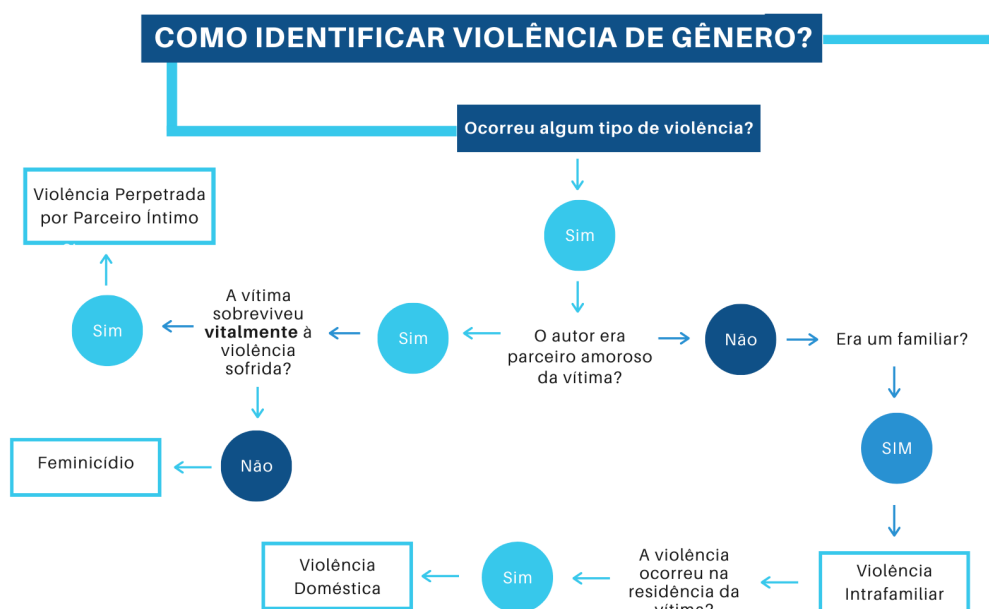 COMO IDENTIFICAR VIOLÊNCIA DE GÊNERO?
Ocorreu algum tipo de violência?
Sim
O autor era
parceiro amoroso
da vítima?
Sim
A vítima
sobreviveu
vitalmente à
violência
sofrida?
Sim
Violência Perpetrada
por Parceiro Íntimo
Não
Feminicídio
Não
Era um familiar?
SIM
Violência
Intrafamiliar
A violência
ocorreu na
residência da
vítima?
Sim
Violência
Doméstica